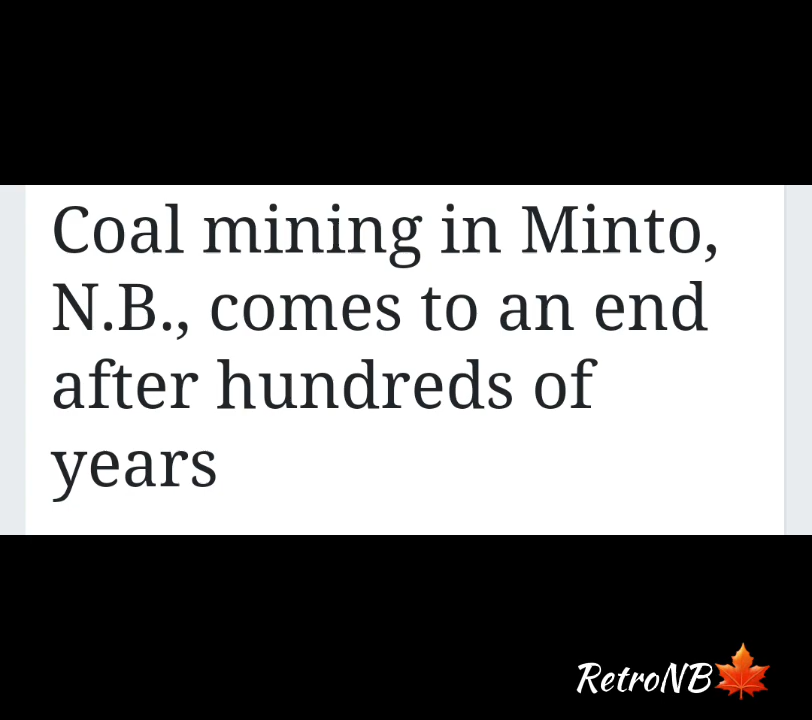 Coal mining in Minto,
N.B., comes to an end
after hundreds of
years
RetroNB